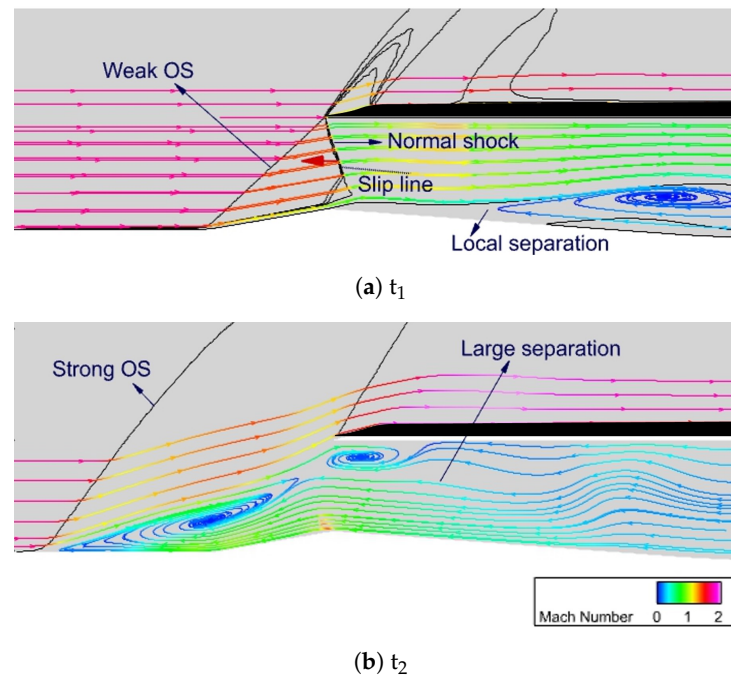 Weak OS
Normal shock
Slip line
Local separation
(a) t₁
Large separation
Strong OS
Mach Number 0 1 2
(b) t₂